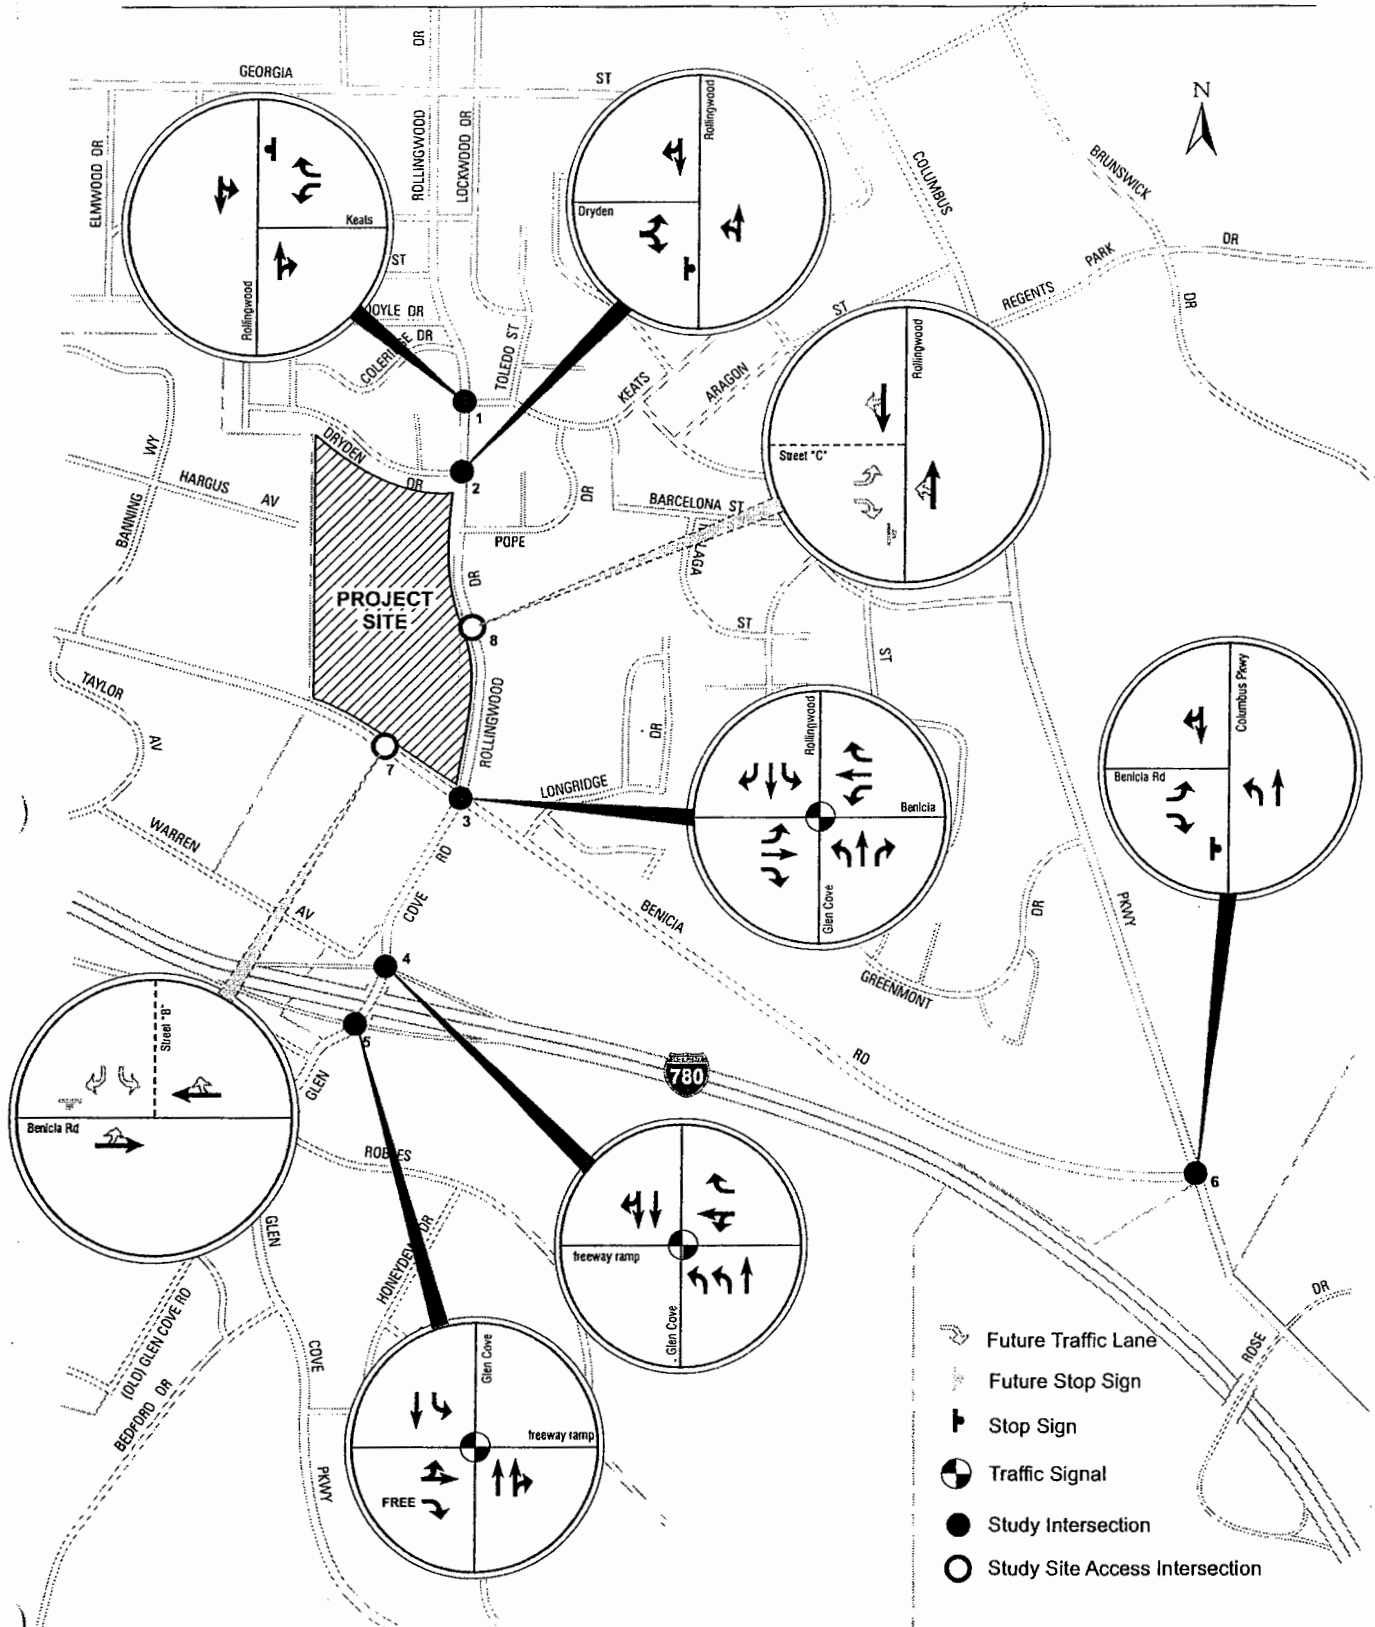 DR
GEORGIA
ST
N
ELMWOOD DR
ROLLINGWOOD
LOCKWOOD DR
COLUMBUS
BRUNSWICK
DR
Rollingwood
Keats
Rollingwood
Dryden
ST
DR
PARK
REGENTS
DR
ST
COLERIDGE DR
TOLEDO ST
KEATS
ARAGON
1
Rollingwood
Street "C"
DRYDEN
DR
2
WY
BANNING
HARGUS AV
DR
BARCELONA ST
POPE
DR
PROJECT
SITE
8
ST
ST
TAYLOR
AV
ROLLINGWOOD
DR
7
LONGRIDGE
3
Rollingwood
Benicia
Glen Cove
Columbus Pkwy
Benicia Rd
WARREN
AV
RD
COVE
BENICIA
RD
DR
PKWY
GREENMONT
4
5
GLEN
780
Street "B"
Benicia Rd
ROBLES
6
GLEN
HONEYDEW DR
freeway ramp
Glen Cove
(OLD) GLEN COVE RD
BEDFORD DR
COVE
PKWY
Glen Cove
freeway ramp
FREE
DR
ROSE
Future Traffic Lane
Future Stop Sign
Stop Sign
Traffic Signal
Study Intersection
Study Site Access Intersection